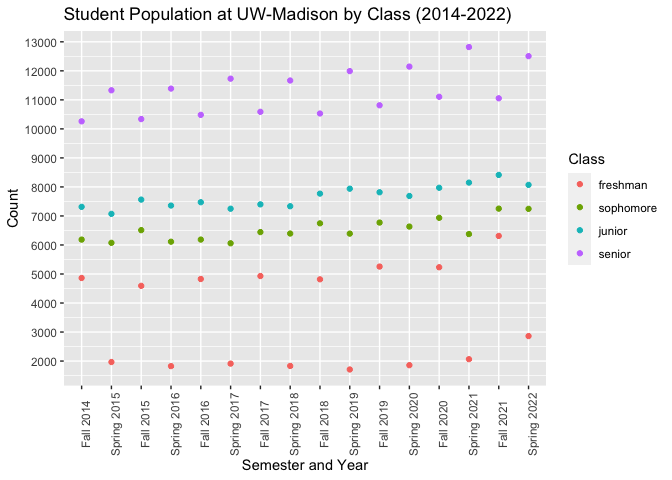 Student Population at UW-Madison by Class (2014-2022)
13000
12000
11000
10000
9000
8000
7000
6000
5000
4000
3000
2000
Count
Fall 2014
Spring 2015
Fall 2015
Spring 2016
Fall 2016
Spring 2017
Fall 2017
Spring 2018
Fall 2018
Spring 2019
Fall 2019
Spring 2020
Fall 2020
Spring 2021
Fall 2021
Spring 2022
Semester and Year
Class
freshman
sophomore
junior
senior